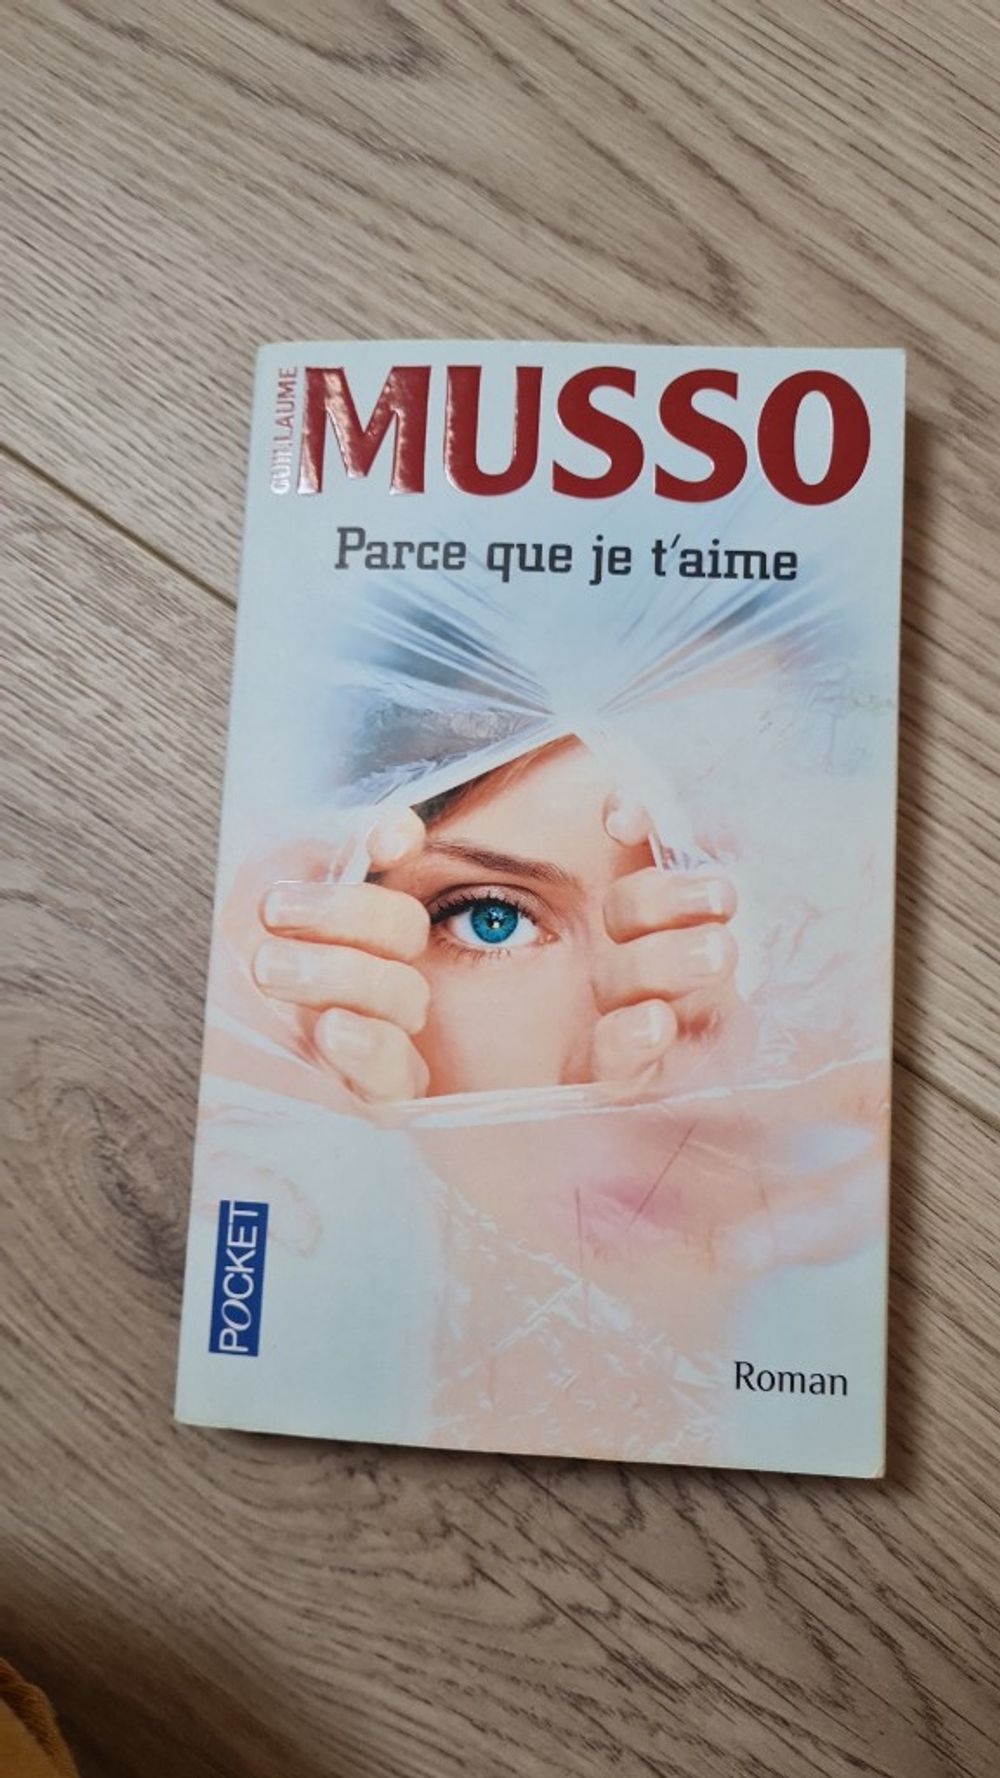 GUILLAUME
MUSSO
Parce que je t'aime
POCKET
Roman